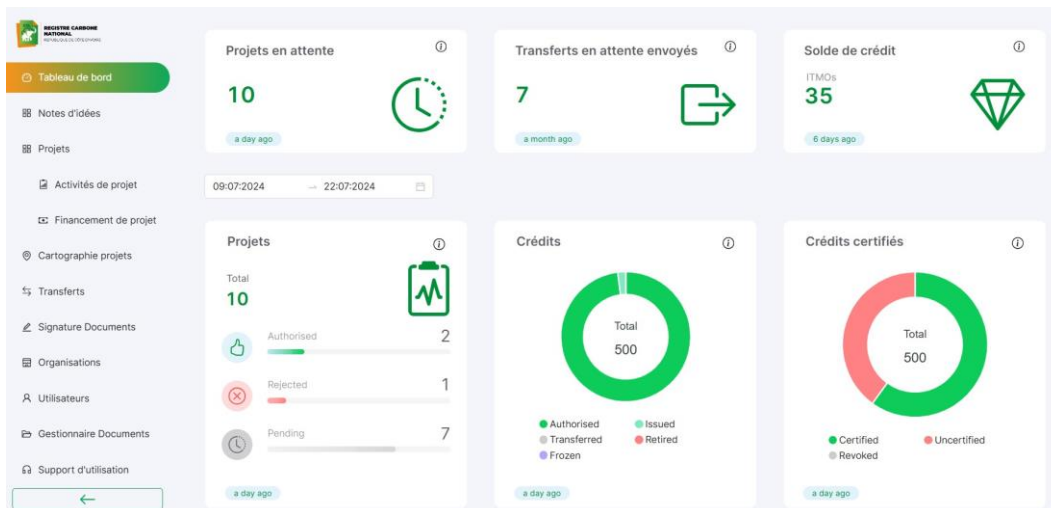 REGISTRE CARBONE
NATIONAL
Tableau de bord
Notes d'idées
Projets
Activités de projet
Financement de projet
Cartographie projets
Transferts
Signature Documents
Organisations
Utilisateurs
Gestionnaire Documents
Support d'utilisation
Projets en attente
10
a day ago
Transferts en attente envoyés
7
a month ago
Solde de crédit
ITMOs
35
6 days ago
09:07:2024 → 22:07:2024
Projets
Total
10
Authorised 2
Rejected 1
Pending 7
a day ago
Crédits
Total
500
Authorised Issued
Transferred Retired
Frozen
a day ago
Crédits certifiés
Total
500
Certified Uncertified
Revoked
a day ago